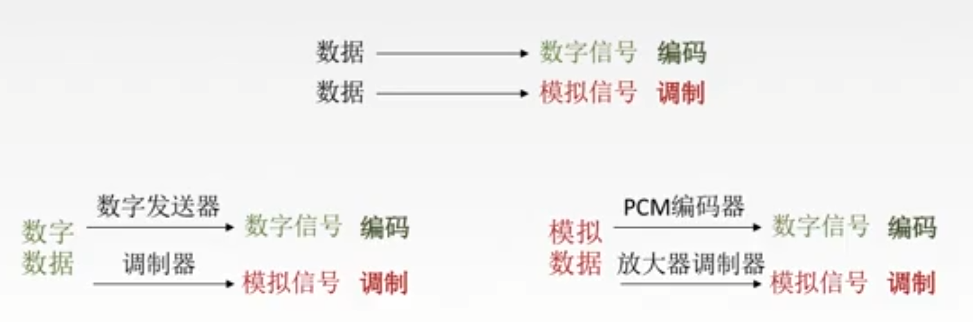 数据 数字信号 编码
数据 模拟信号 调制
数字发送器
数字 数字信号 编码
数据 调制器
模拟信号 调制
PCM编码器
模拟 数字信号 编码
数据 放大器调制器
模拟信号 调制